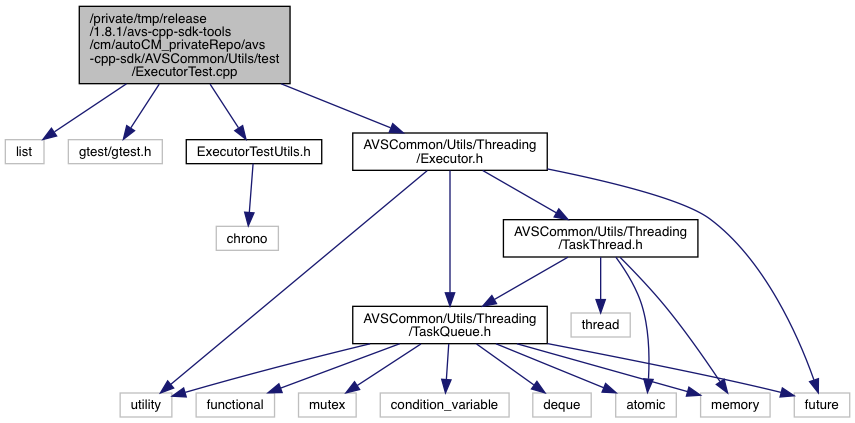 /private/tmp/release
/1.8.1/avs-cpp-sdk-tools
/cm/autoCM_privateRepo/avs
-cpp-sdk/AVSCommon/Utils/test
/ExecutorTest.cpp
list
gtest/gtest.h
ExecutorTestUtils.h
AVSCommon/Utils/Threading
/Executor.h
chrono
AVSCommon/Utils/Threading
/TaskThread.h
AVSCommon/Utils/Threading
/TaskQueue.h
thread
utility
functional
mutex
condition_variable
deque
atomic
memory
future